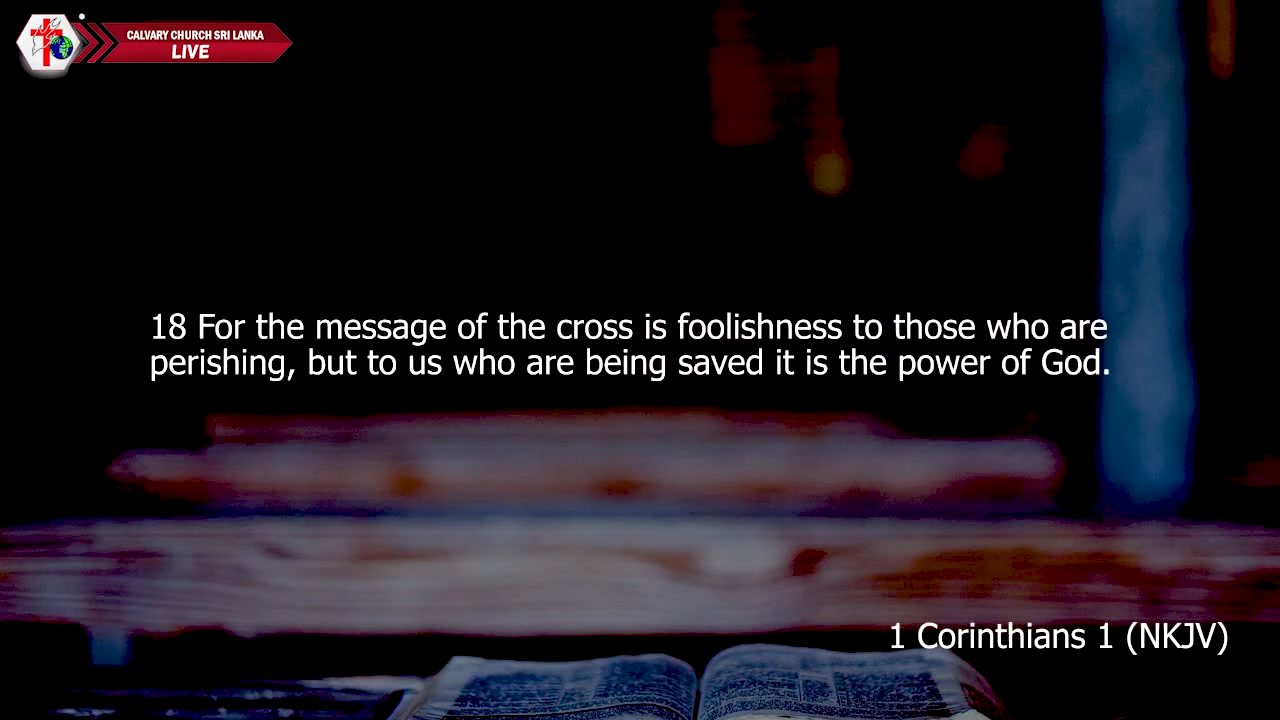 CALVARY CHURCH SRI LANKA
LIVE
18 For the message of the cross is foolishness to those who are
perishing, but to us who are being saved it is the power of God.
1 Corinthians 1 (NKJV)